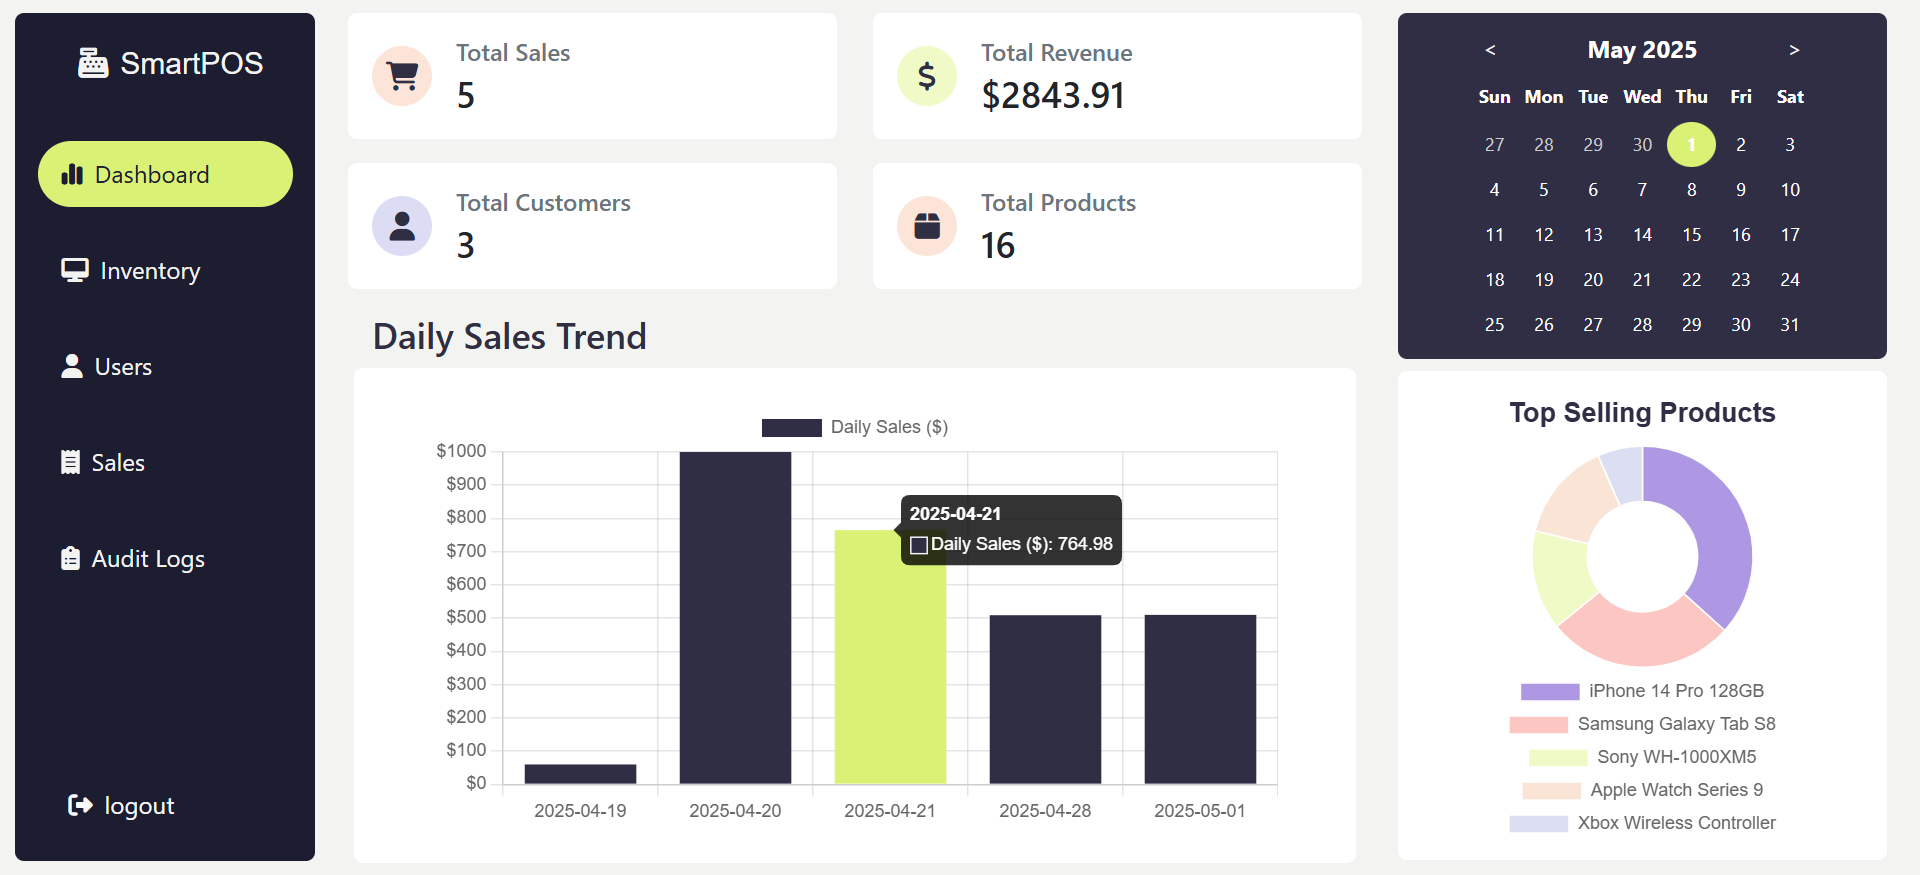 SmartPOS
Dashboard
Inventory
Users
Sales
Audit Logs
logout
Total Sales
5
Total Revenue
$2843.91
Total Customers
3
Total Products
16
Daily Sales Trend
Daily Sales ($)
$1000
$900
$800
$700
$600
$500
$400
$300
$200
$100
$0
2025-04-21
Daily Sales ($): 764.98
2025-04-19 2025-04-20 2025-04-21 2025-04-28 2025-05-01
< May 2025 >
Sun Mon Tue Wed Thu Fri Sat
27 28 29 30 1 2 3
4 5 6 7 8 9 10
11 12 13 14 15 16 17
18 19 20 21 22 23 24
25 26 27 28 29 30 31
Top Selling Products
iPhone 14 Pro 128GB
Samsung Galaxy Tab S8
Sony WH-1000XM5
Apple Watch Series 9
Xbox Wireless Controller